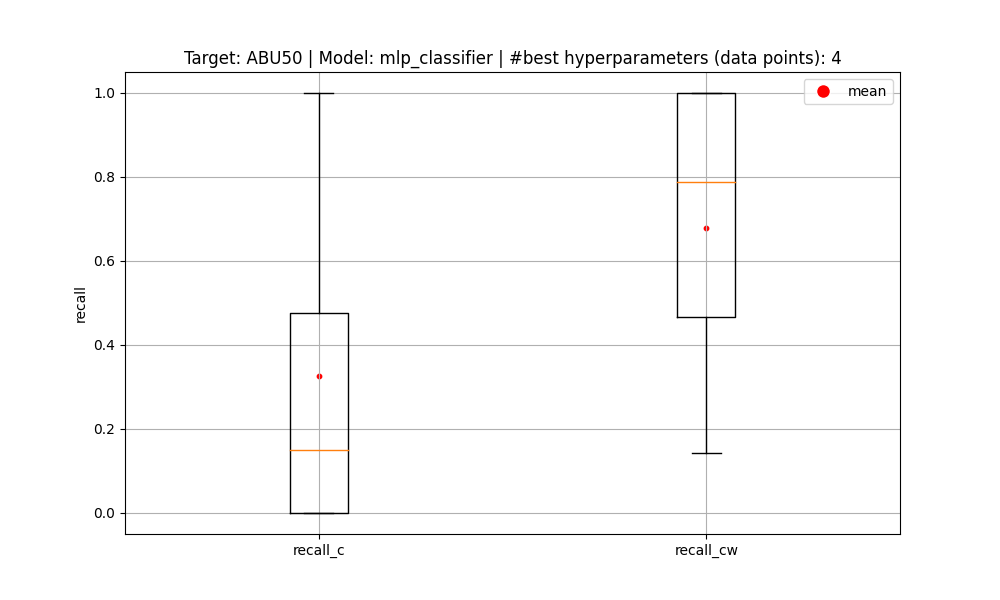 Target: ABU50 | Model: mlp_classifier | #best hyperparameters (data points): 4
mean
1.0
0.8
0.6
0.4
0.2
0.0
recall
recall_c
recall_cw